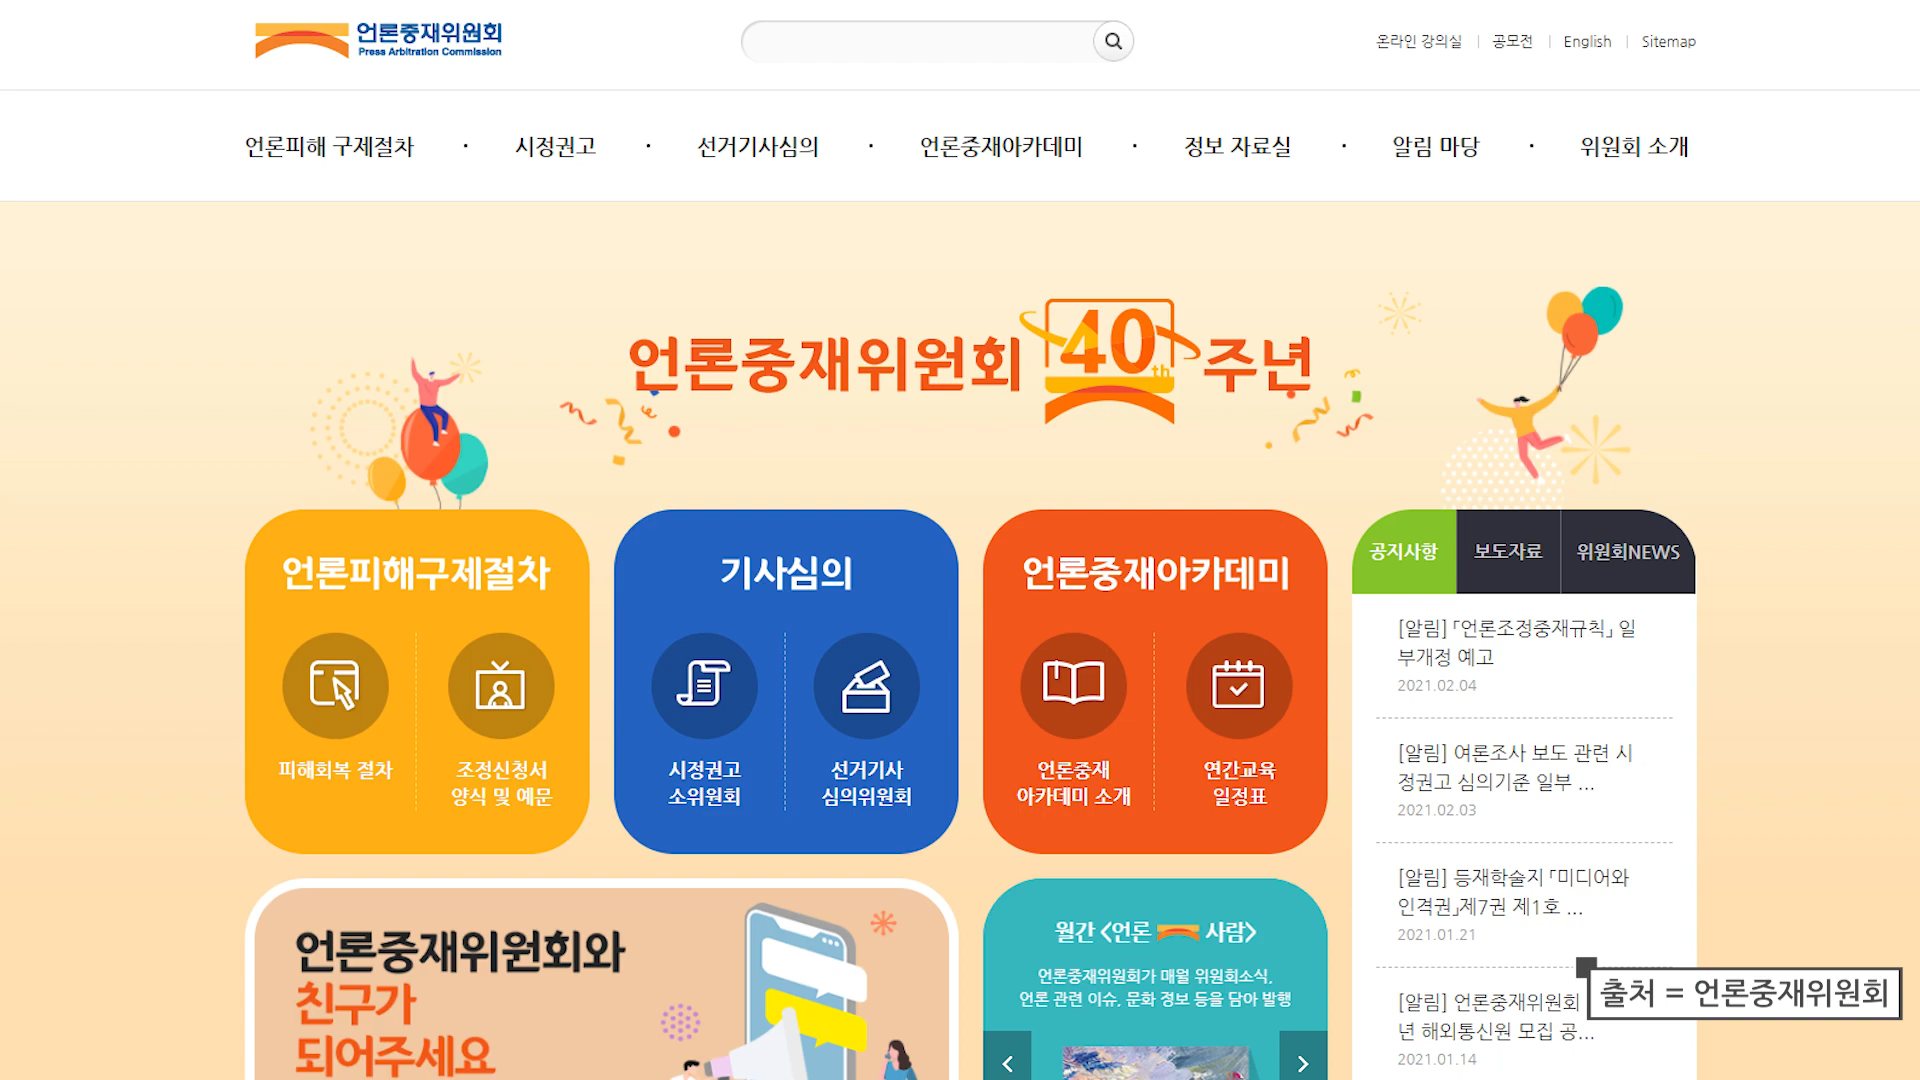 언론중재위원회
Press Arbitration Commission
온라인 강의실 | 공모전 | English | Sitemap
언론피해 구제절차 · 시정권고 · 선거기사심의 · 언론중재아카데미 · 정보 자료실 · 알림 마당 · 위원회 소개
언론중재위원회 40th 주년
언론피해구제절차
피해회복 절차
조정신청서
양식 및 예문
기사심의
시정권고
소위원회
선거기사
심의위원회
언론중재아카데미
언론중재
아카데미 소개
연간교육
일정표
공지사항
보도자료
위원회NEWS
[알림] 「언론조정중재규칙」 일
부개정 예고
2021.02.04
[알림] 여론조사 보도 관련 시
정권고 심의기준 일부 ...
2021.02.03
[알림] 등재학술지 「미디어와
인격권」제7권 제1호 ...
2021.01.21
[알림] 언론중재위원회
년 해외통신원 모집 공...
2021.01.14
언론중재위원회와
친구가
되어주세요
월간 <언론 사람>
언론중재위원회가 매월 위원회소식,
언론 관련 이슈, 문화 정보 등을 담아 발행
출처 = 언론중재위원회